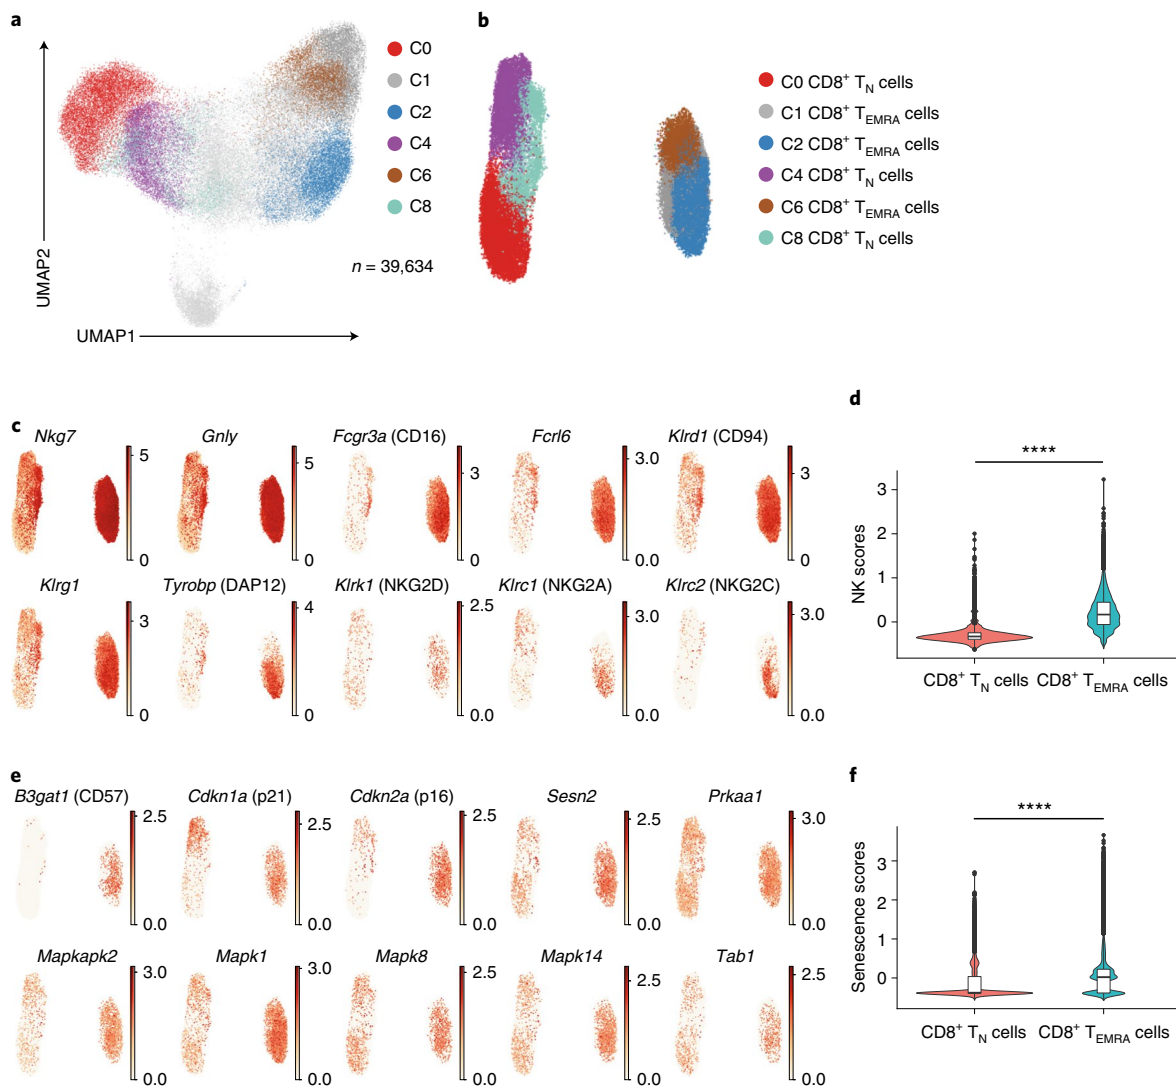 a
C0
C1
C2
C4
C6
C8
n = 39,634
UMAP2
UMAP1
b
C0 CD8+ TN cells
C1 CD8+ TEMRA cells
C2 CD8+ TEMRA cells
C4 CD8+ TN cells
C6 CD8+ TEMRA cells
C8 CD8+ TN cells
c
Nkg7
5
0
Gnly
5
0
Fcgr3a (CD16)
3
0
Fcrl6
3.0
0.0
Klrd1 (CD94)
3
0
Klrg1
3
0
Tyrobp (DAP12)
4
0
Klrk1 (NKG2D)
2.5
0.0
Klrc1 (NKG2A)
3.0
0.0
Klrc2 (NKG2C)
3.0
0.0
d
****
NK scores
3
2
1
0
CD8+ TN cells
CD8+ TEMRA cells
e
B3gat1 (CD57)
2.5
0.0
Cdkn1a (p21)
2.5
0.0
Cdkn2a (p16)
2.5
0.0
Sesn2
2.5
0.0
Prkaa1
3.0
0.0
Mapkapk2
3.0
0.0
Mapk1
3.0
0.0
Mapk8
2.5
0.0
Mapk14
2.5
0.0
Tab1
2.5
0.0
f
****
Senescence scores
3
2
1
0
CD8+ TN cells
CD8+ TEMRA cells